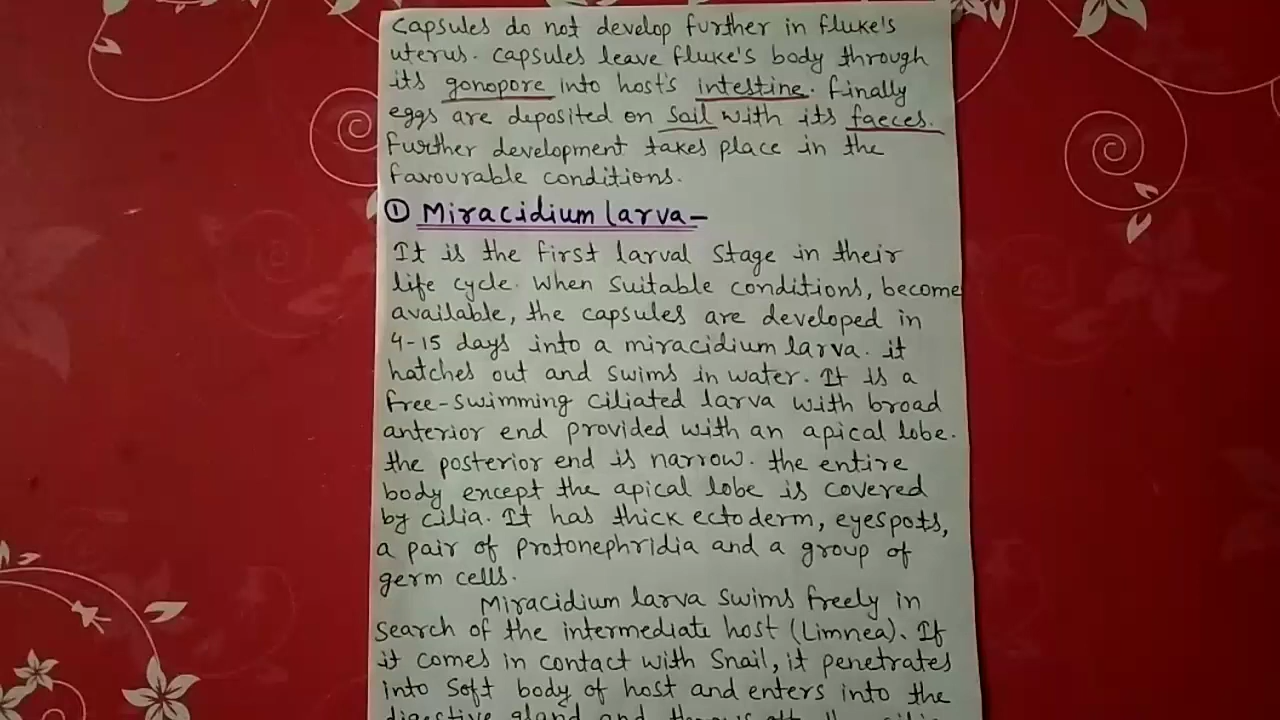 capsules do not develop further in fluke's
uterus. capsules leave fluke's body through
its gonopore into host's intestine. Finally
eggs are deposited on soil with its faeces.
Further development takes place in the
favourable conditions.
① Miracidium larva-
It is the first larval stage in their
life cycle. When suitable conditions, become
available, the capsules are developed in
4-15 days into a miracidium larva. it
hatches out and swims in water. It is a
free-swimming ciliated larva with broad
anterior end provided with an apical lobe.
the posterior end is narrow. the entire
body except the apical lobe is covered
by cilia. It has thick ectoderm, eyespots,
a pair of protonephridia and a group of
germ cells.
Miracidium larva swims freely in
search of the intermediate host (Limnea). If
it comes in contact with Snail, it penetrates
into soft body of host and enters into the
digestive gland and